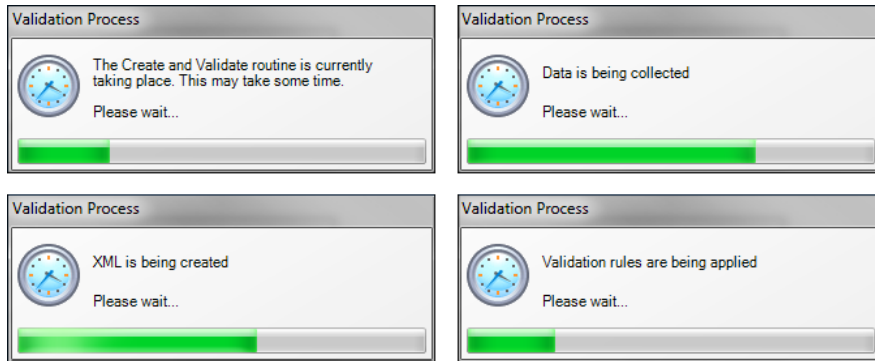 Validation Process
The Create and Validate routine is currently
taking place. This may take some time.
Please wait...
Validation Process
Data is being collected
Please wait...
Validation Process
XML is being created
Please wait...
Validation Process
Validation rules are being applied
Please wait...